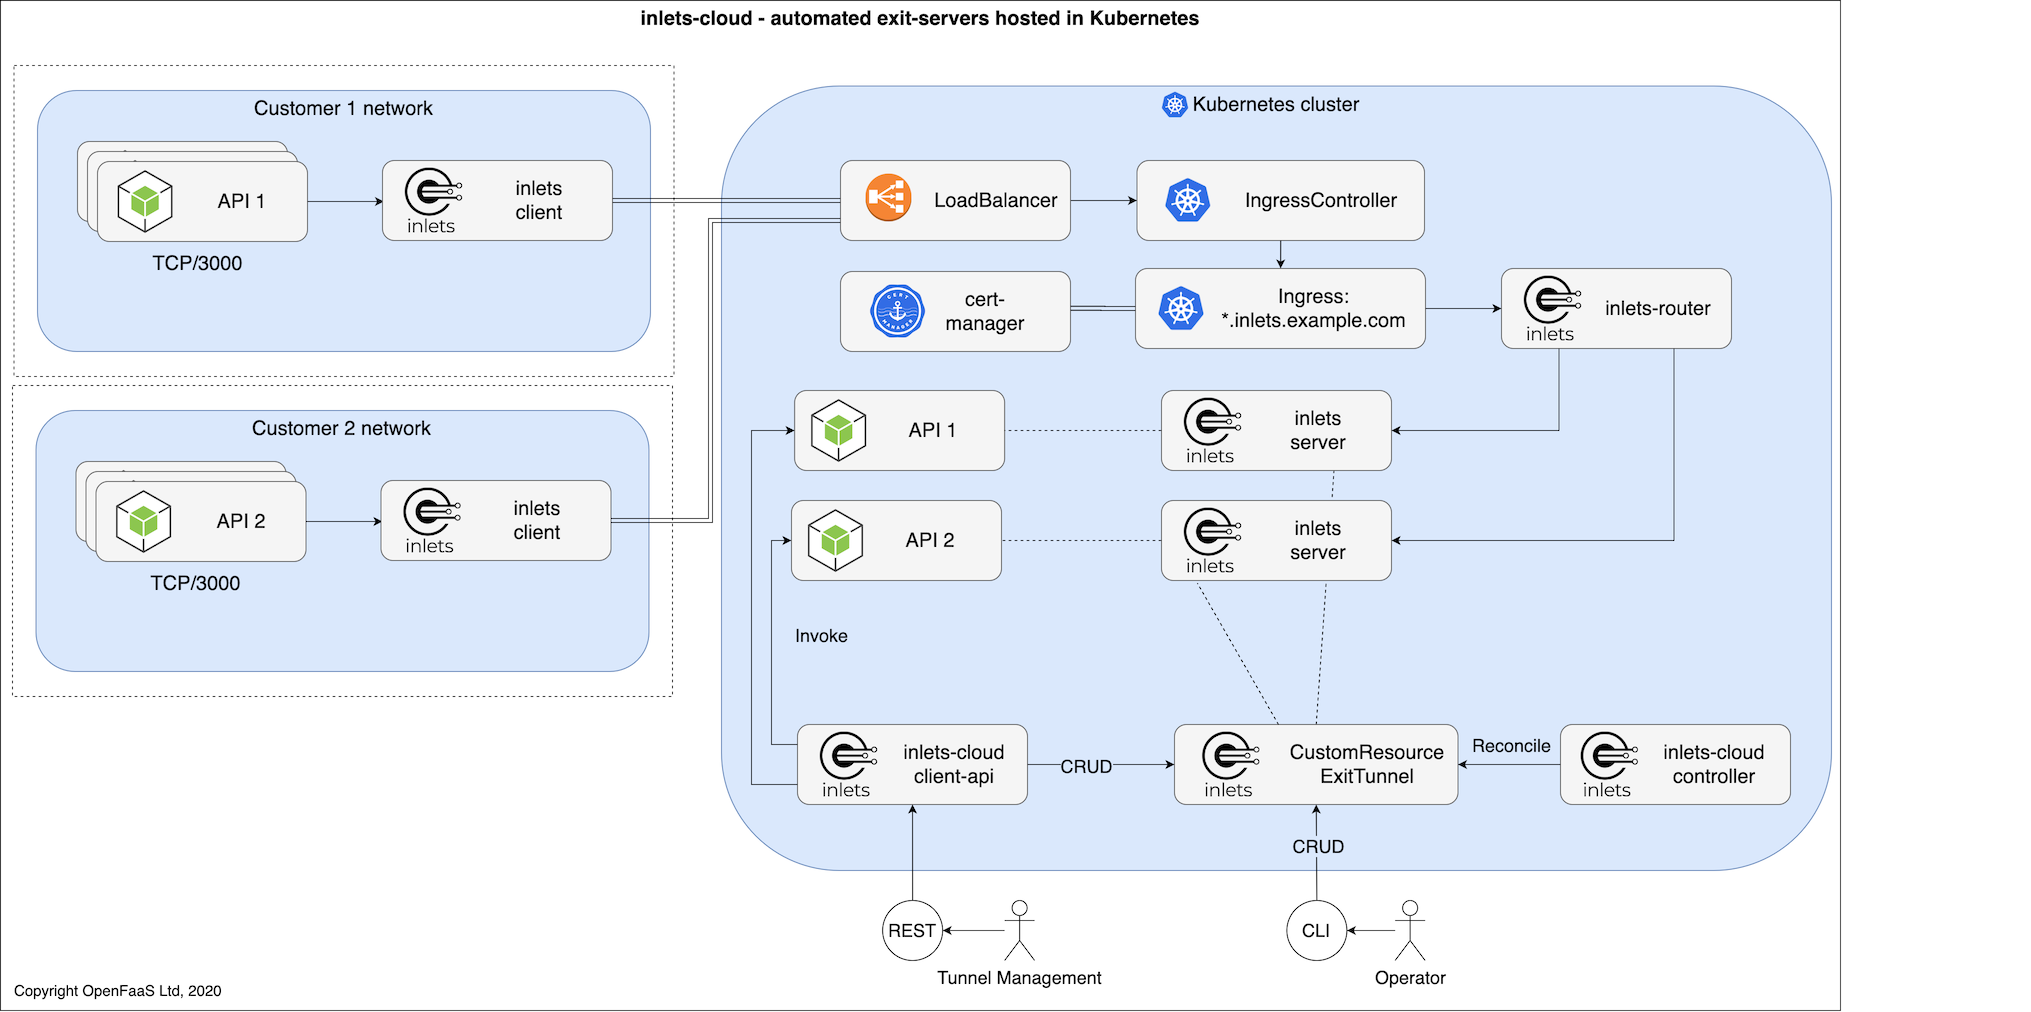 inlets-cloud - automated exit-servers hosted in Kubernetes
Customer 1 network
API 1
inlets
inlets
client
TCP/3000
Customer 2 network
API 2
inlets
inlets
client
TCP/3000
Kubernetes cluster
LoadBalancer
IngressController
cert-
manager
CERT
MANAGER
Ingress:
*.inlets.example.com
inlets
inlets-router
API 1
inlets
inlets
server
API 2
inlets
inlets
server
Invoke
inlets
inlets-cloud
client-api
CRUD
inlets
CustomResource
ExitTunnel
Reconcile
inlets
inlets-cloud
controller
CRUD
REST
Tunnel Management
CLI
Operator
Copyright OpenFaaS Ltd, 2020